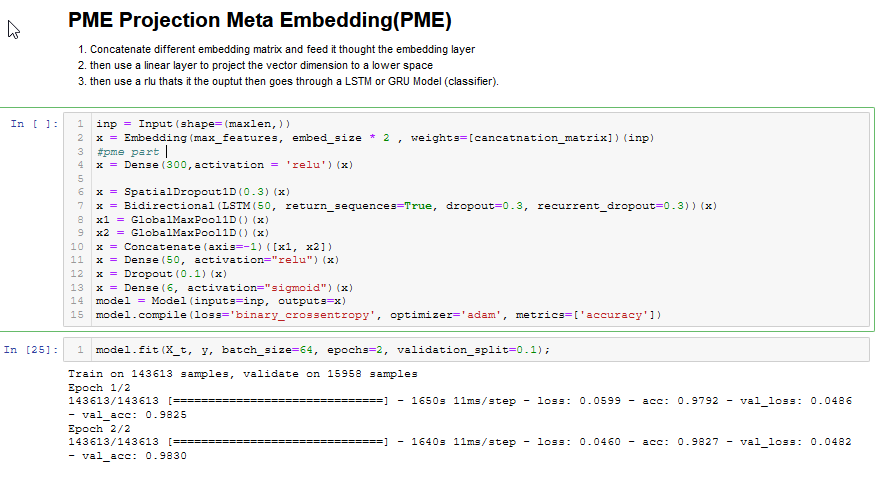 PME Projection Meta Embedding(PME)
1. Concatenate different embedding matrix and feed it thought the embedding layer
2. then use a linear layer to project the vector dimension to a lower space
3. then use a rlu thats it the ouptut then goes through a LSTM or GRU Model (classifier).
In [ ]:
1 inp = Input(shape=(maxlen,))
2 x = Embedding(max_features, embed_size * 2 , weights=[cancatnation_matrix])(inp)
3 #pme part
4 x = Dense(300,activation = 'relu')(x)
5
6 x = SpatialDropout1D(0.3)(x)
7 x = Bidirectional(LSTM(50, return_sequences=True, dropout=0.3, recurrent_dropout=0.3))(x)
8 x1 = GlobalMaxPool1D()(x)
9 x2 = GlobalMaxPool1D()(x)
10 x = Concatenate(axis=-1)([x1, x2])
11 x = Dense(50, activation="relu")(x)
12 x = Dropout(0.1)(x)
13 x = Dense(6, activation="sigmoid")(x)
14 model = Model(inputs=inp, outputs=x)
15 model.compile(loss='binary_crossentropy', optimizer='adam', metrics=['accuracy'])
In [25]:
1 model.fit(X_t, y, batch_size=64, epochs=2, validation_split=0.1);
Train on 143613 samples, validate on 15958 samples
Epoch 1/2
143613/143613 [==============================] - 1650s 11ms/step - loss: 0.0599 - acc: 0.9792 - val_loss: 0.0486
- val_acc: 0.9825
Epoch 2/2
143613/143613 [==============================] - 1640s 11ms/step - loss: 0.0460 - acc: 0.9827 - val_loss: 0.0482
- val_acc: 0.9830